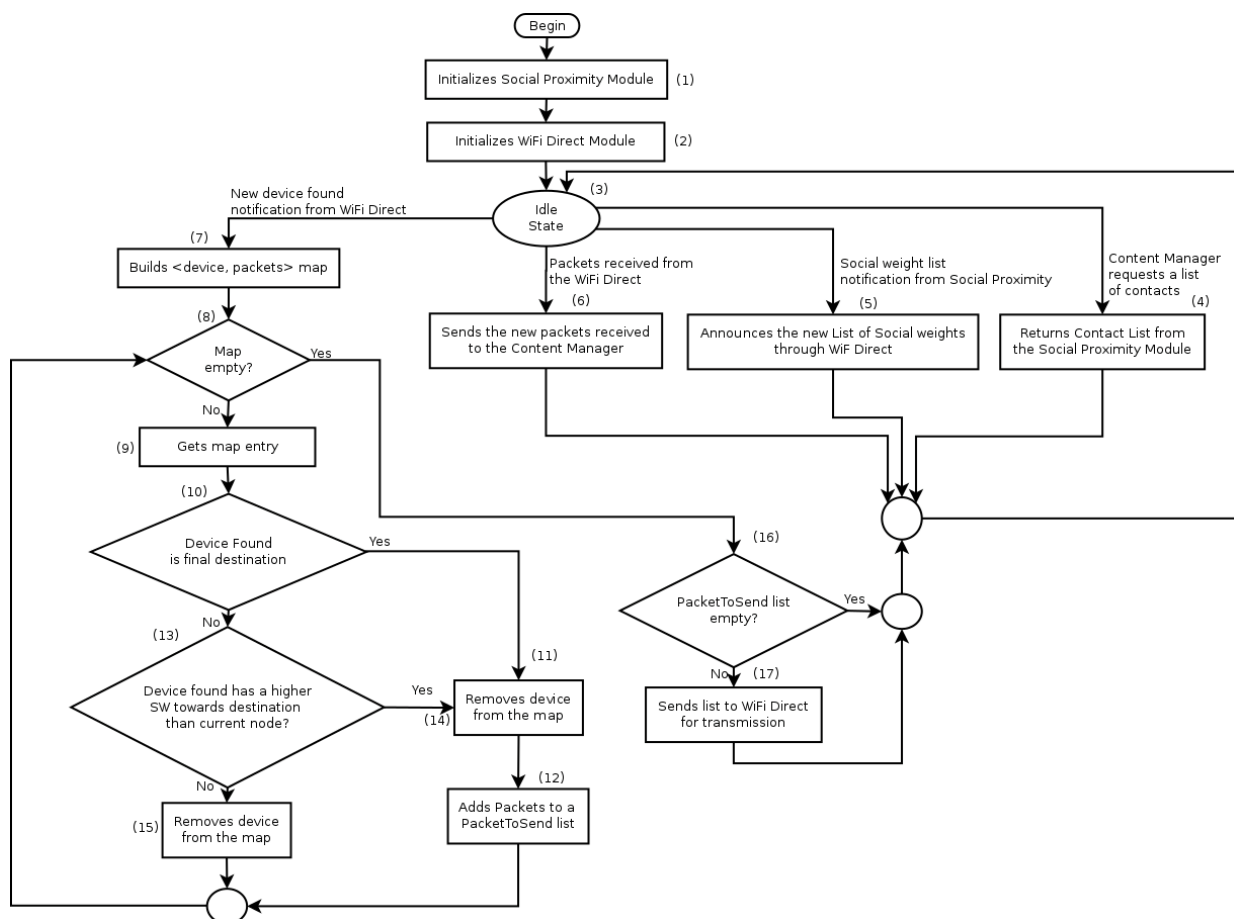 Begin
Initializes Social Proximity Module
(1)
Initializes WiFi Direct Module
(2)
(3)
Idle
State
New device found
notification from WiFi Direct
(7)
Builds <device, packets> map
Packets received from
the WiFi Direct
(6)
Sends the new packets received
to the Content Manager
Social weight list
notification from Social Proximity
(5)
Announces the new List of Social weights
through WiF Direct
Content Manager
requests a list
of contacts
(4)
Returns Contact List from
the Social Proximity Module
(8)
Map
empty?
Yes
No
(9)
Gets map entry
(10)
Device Found
is final destination
Yes
No
(13)
Device found has a higher
SW towards destination
than current node?
Yes
(14)
(11)
Removes device
from the map
(12)
Adds Packets to a
PacketToSend list
No
(15)
Removes device
from the map
(16)
PacketToSend list
empty?
Yes
No
(17)
Sends list to WiFi Direct
for transmission